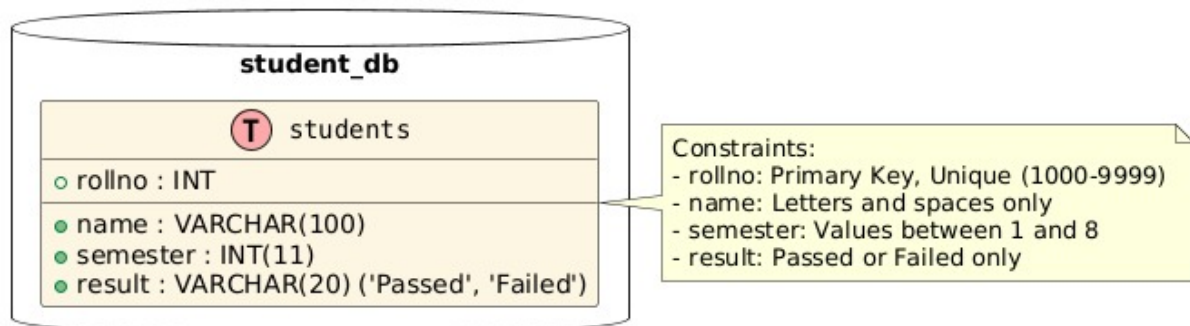 student_db
T students
rollno : INT
name : VARCHAR(100)
semester : INT(11)
result : VARCHAR(20) ('Passed', 'Failed')
Constraints:
- rollno: Primary Key, Unique (1000-9999)
- name: Letters and spaces only
- semester: Values between 1 and 8
- result: Passed or Failed only